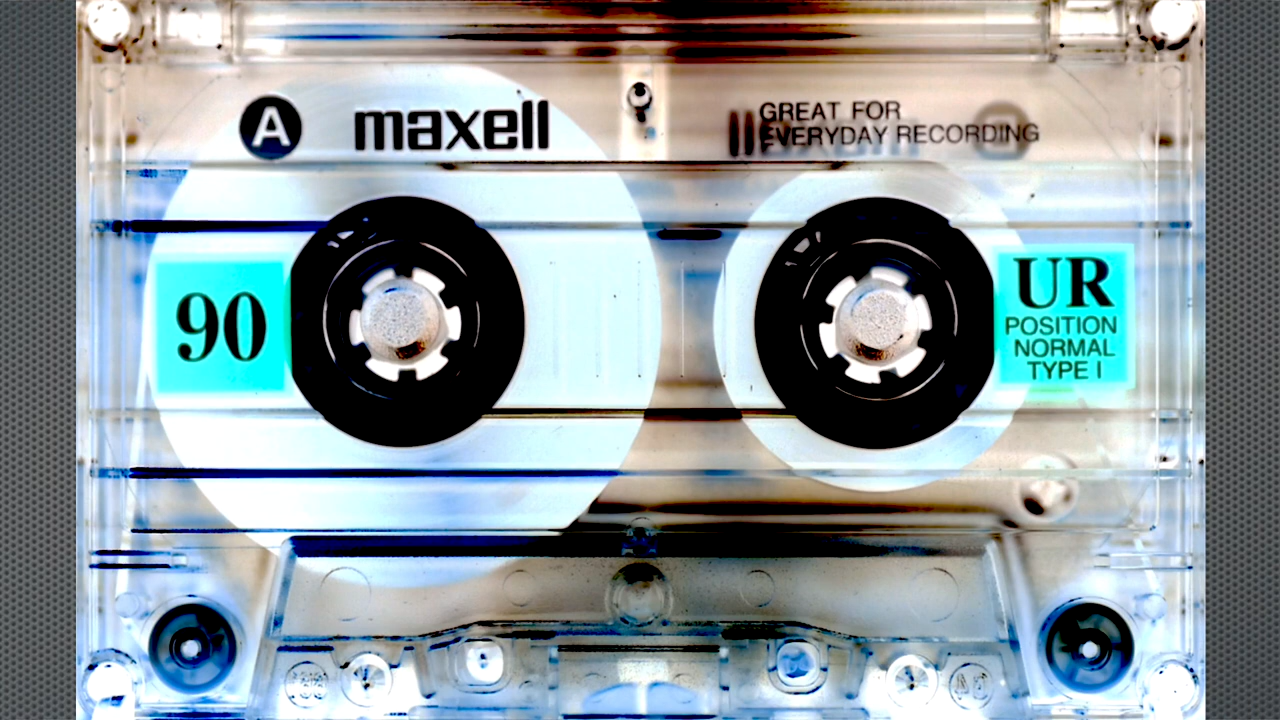 A maxell
GREAT FOR
EVERYDAY RECORDING
90
UR
POSITION
NORMAL
TYPE I